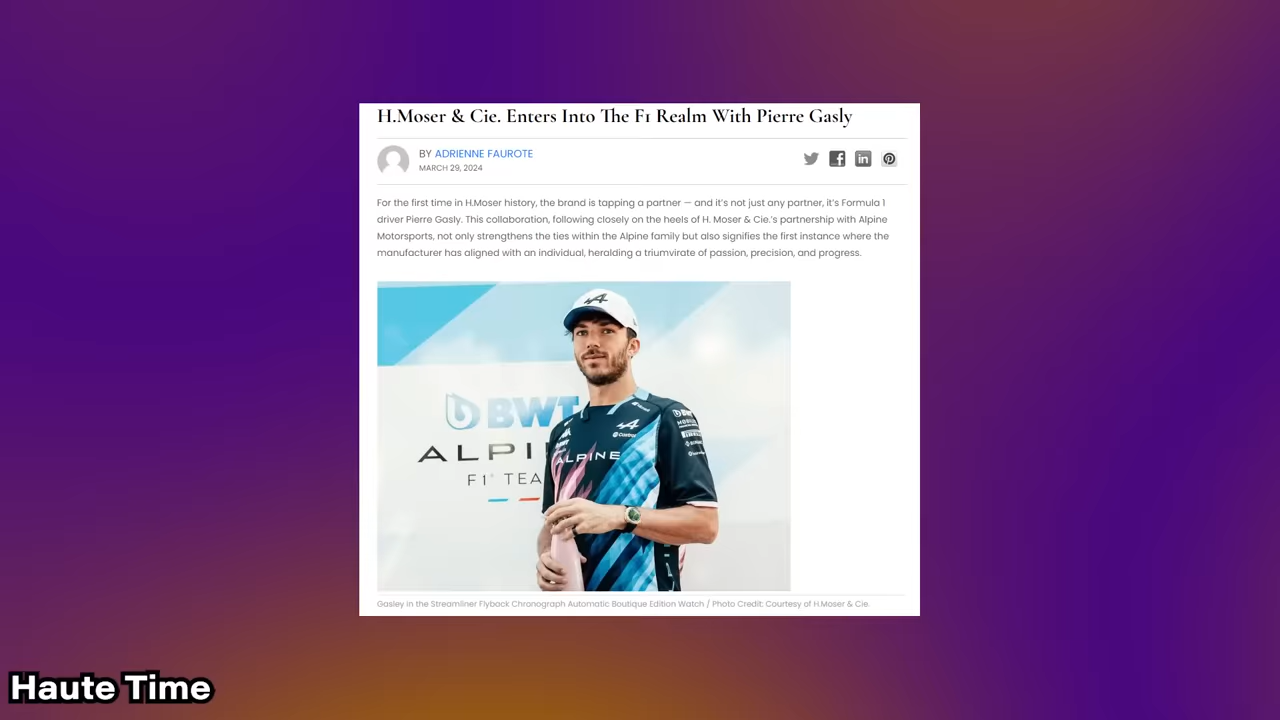 H.Moser & Cie. Enters Into The F1 Realm With Pierre Gasly
BY ADRIENNE FAUROTE
MARCH 29, 2024
For the first time in H.Moser history, the brand is tapping a partner — and it's not just any partner, it's Formula 1
driver Pierre Gasly. This collaboration, following closely on the heels of H. Moser & Cie.'s partnership with Alpine
Motorsports, not only strengthens the ties within the Alpine family but also signifies the first instance where the
manufacturer has aligned with an individual, heralding a triumvirate of passion, precision, and progress.
BWT
ALPI
F1 TEA
ALPINE
BWT
Gasley in the Streamliner Flyback Chronograph Automatic Boutique Edition Watch / Photo Credit: Courtesy of H.Moser & Cie.
Haute Time